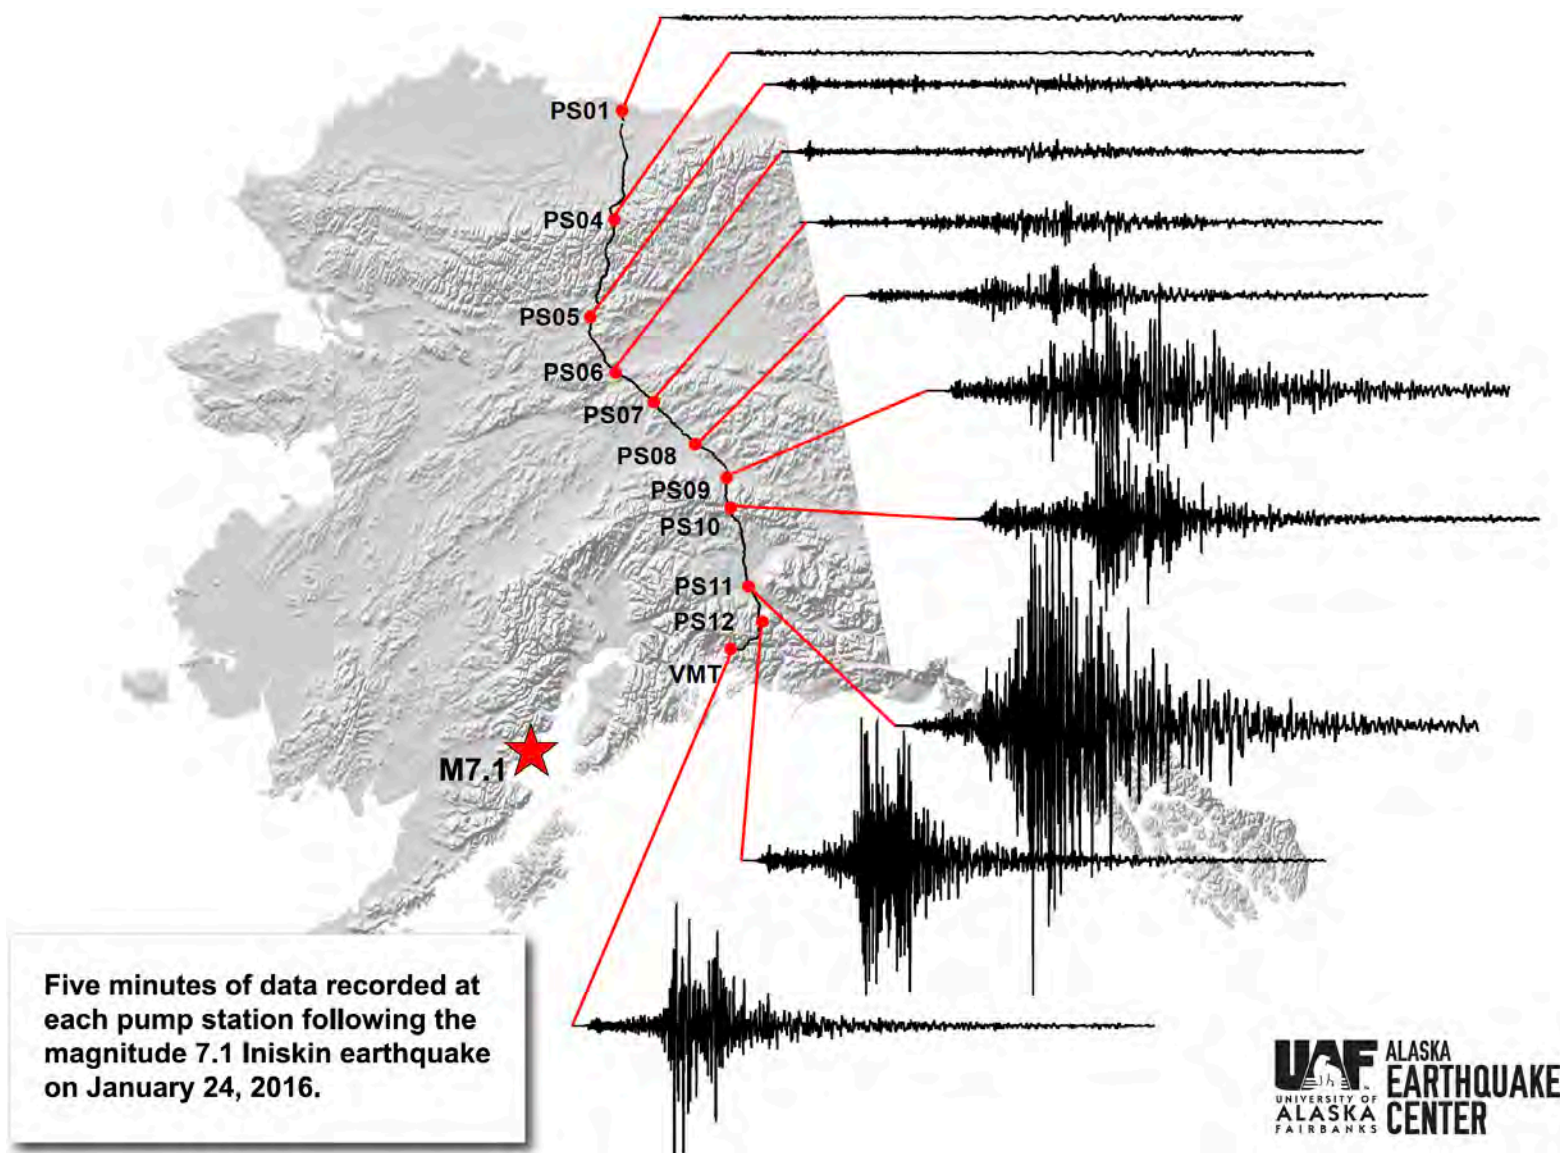 PS01
PS04
PS05
PS06
PS07
PS08
PS09
PS10
PS11
PS12
VMT
M7.1
Five minutes of data recorded at
each pump station following the
magnitude 7.1 Iniskin earthquake
on January 24, 2016.
UAF
UNIVERSITY OF
ALASKA
FAIRBANKS
ALASKA
EARTHQUAKE
CENTER